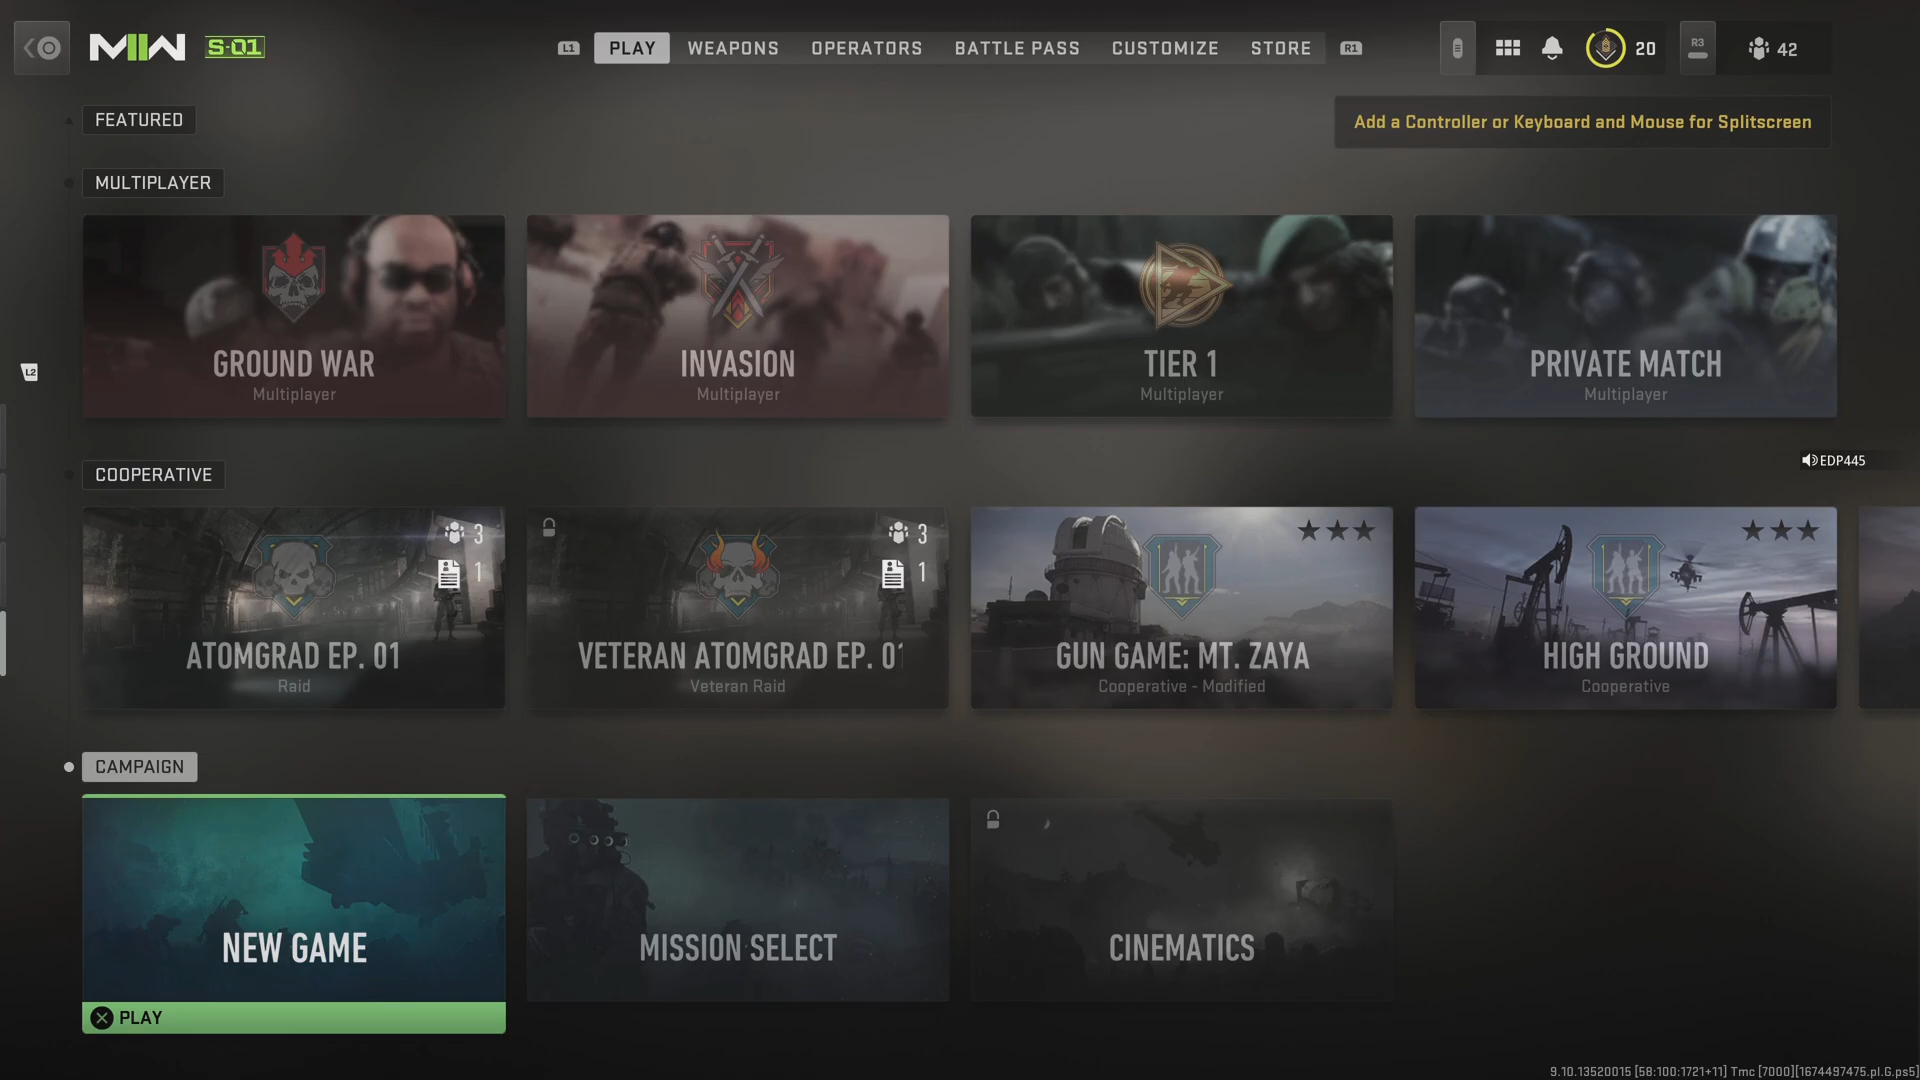 MWII S-01
L1 PLAY WEAPONS OPERATORS BATTLE PASS CUSTOMIZE STORE R1
20
R3
42
FEATURED
Add a Controller or Keyboard and Mouse for Splitscreen
MULTIPLAYER
GROUND WAR
Multiplayer
INVASION
Multiplayer
TIER 1
Multiplayer
PRIVATE MATCH
Multiplayer
L2
EDP445
COOPERATIVE
3
1
ATOMGRAD EP. 01
Raid
3
1
VETERAN ATOMGRAD EP. 01
Veteran Raid
GUN GAME: MT. ZAYA
Cooperative - Modified
HIGH GROUND
Cooperative
CAMPAIGN
NEW GAME
PLAY
MISSION SELECT
CINEMATICS
9.10.13520015 [58:100:1721+11] Tmc [7000][1674497475.pl.G.ps5]